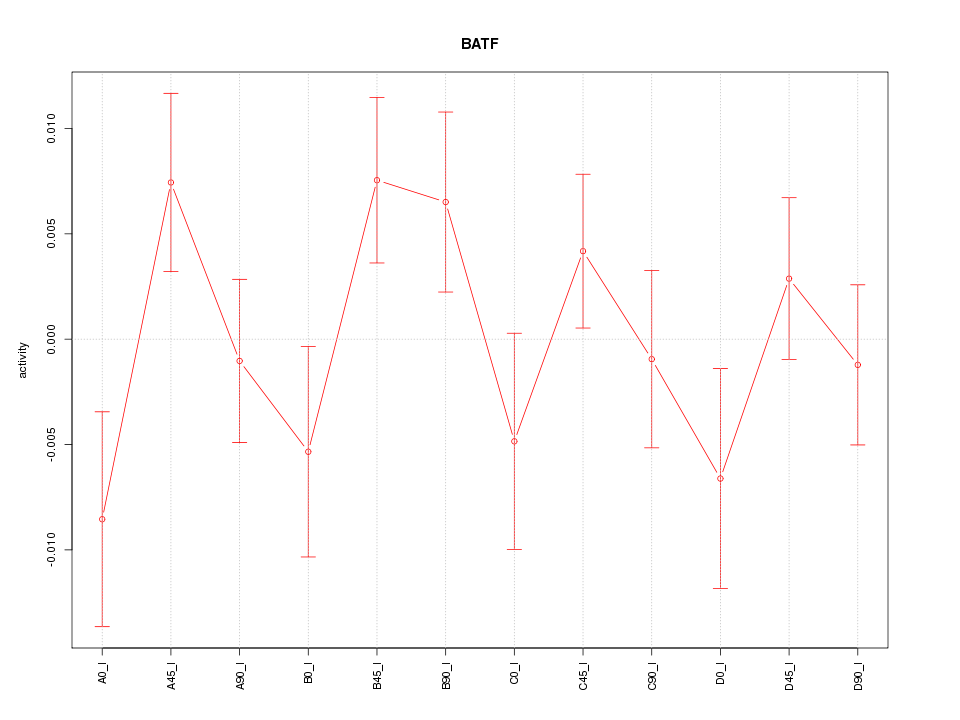 BATF
activity
0.010
0.005
0.000
-0.005
-0.010
A0_I
A45_I
A90_I
B0_I
B45_I
B90_I
C0_I
C45_I
C90_I
D0_I
D45_I
D90_I